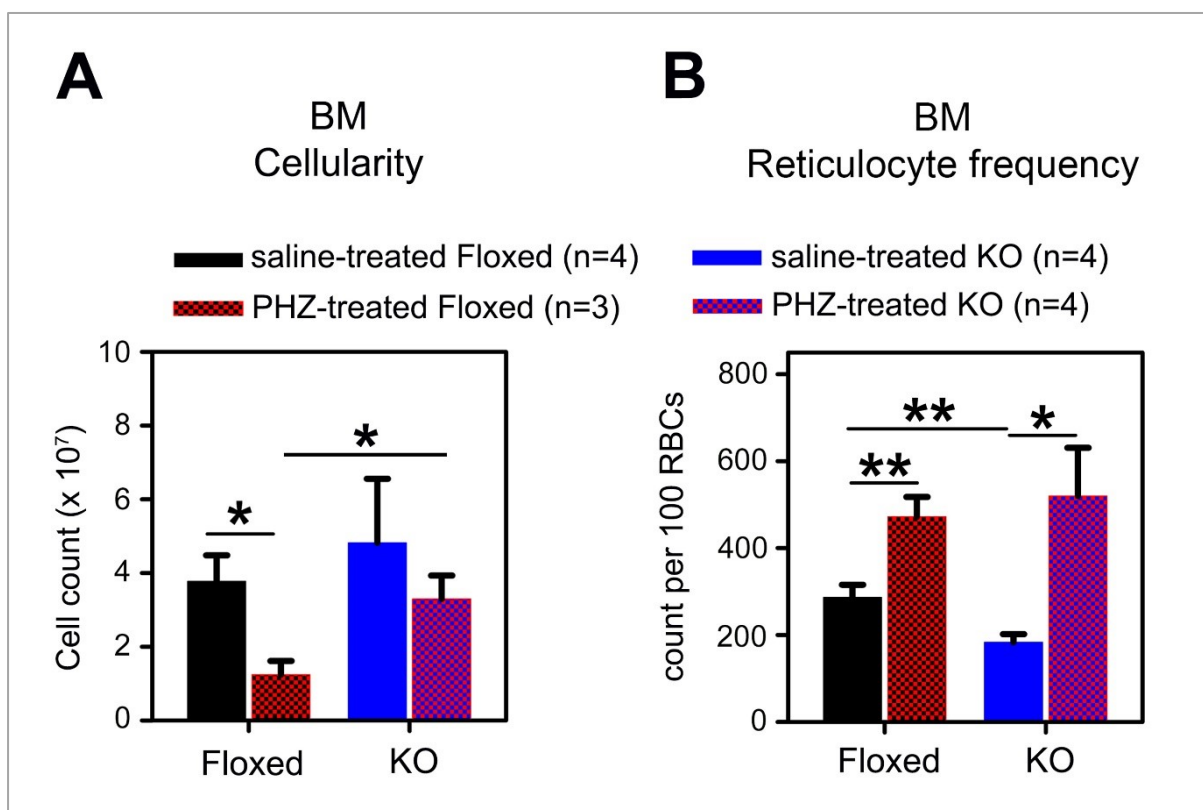 A
BM
Cellularity
B
BM
Reticulocyte frequency
saline-treated Floxed (n=4)
PHZ-treated Floxed (n=3)
saline-treated KO (n=4)
PHZ-treated KO (n=4)
Cell count (x 10⁷)
10
8
6
4
2
0
*
*
Floxed
KO
count per 100 RBCs
800
600
400
200
0
**
**
*
Floxed
KO